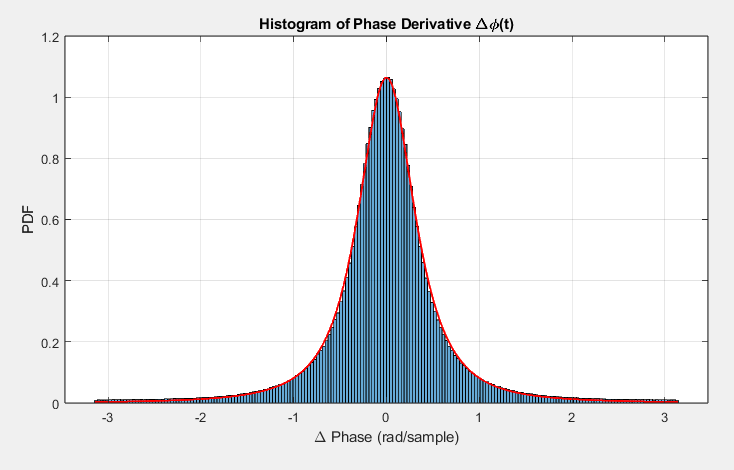 Histogram of Phase Derivative Δϕ(t)
1.2
1
0.8
0.6
0.4
0.2
0
PDF
-3 -2 -1 0 1 2 3
Δ Phase (rad/sample)